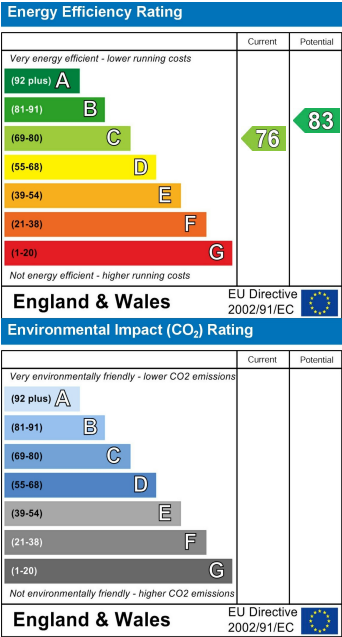 Energy Efficiency Rating
Current Potential
Very energy efficient - lower running costs
(92 plus) A
(81-91) B
(69-80) C
(55-68) D
(39-54) E
(21-38) F
(1-20) G
76
83
Not energy efficient - higher running costs
England & Wales
EU Directive
2002/91/EC
Environmental Impact (CO₂) Rating
Current Potential
Very environmentally friendly - lower CO2 emissions
(92 plus) A
(81-91) B
(69-80) C
(55-68) D
(39-54) E
(21-38) F
(1-20) G
Not environmentally friendly - higher CO2 emissions
England & Wales
EU Directive
2002/91/EC